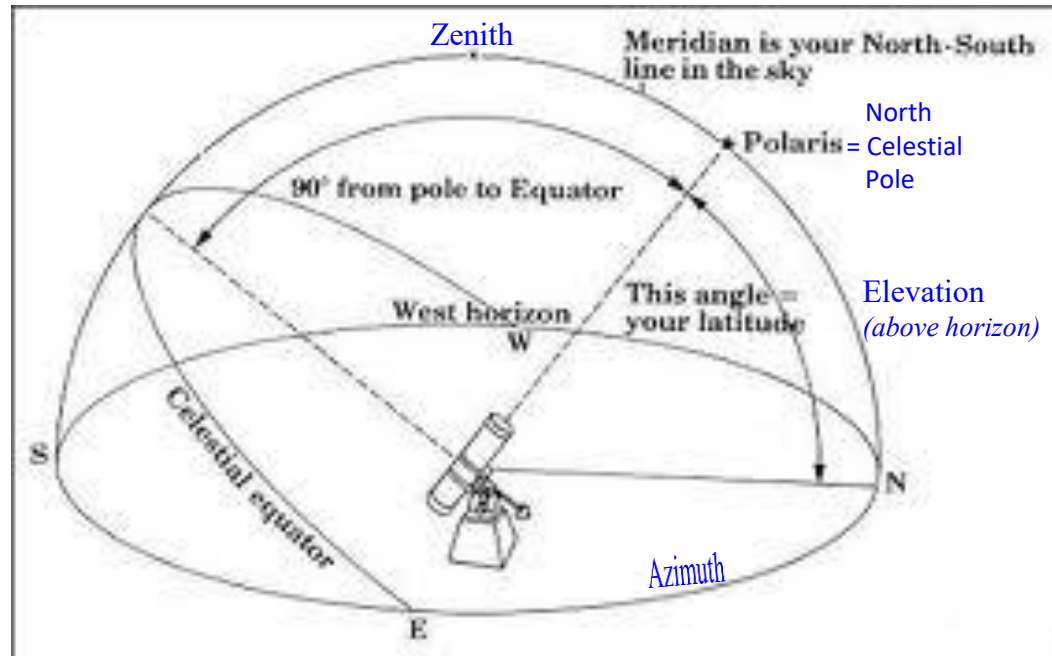 Zenith
Meridian is your North-South
line in the sky
North
Polaris = Celestial
Pole
90° from pole to Equator
This angle =
your latitude
Elevation
(above horizon)
West horizon
W
S
N
Celestial equator
Azimuth
E